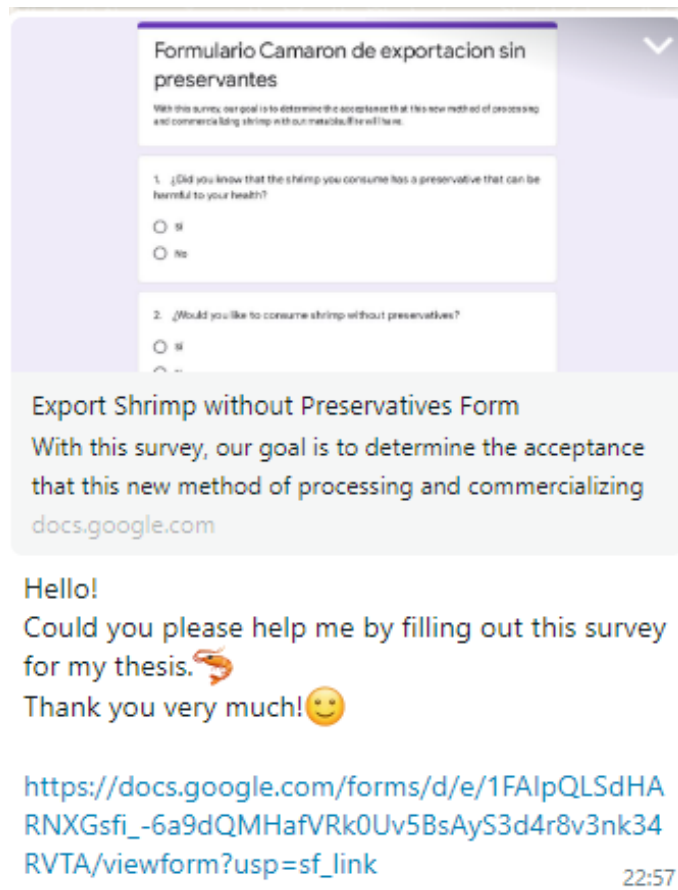 Formulario Camaron de exportacion sin
preservantes
With this survey, our goal is to determine the acceptance that this new method of processing
and commercializing shrimp without metabisulfite will have.
1. ¿Did you know that the shrimp you consume has a preservative that can be
harmful to your health?
Sí
No
2. ¿Would you like to consume shrimp without preservatives?
Sí
Export Shrimp without Preservatives Form
With this survey, our goal is to determine the acceptance
that this new method of processing and commercializing
docs.google.com
Hello!
Could you please help me by filling out this survey
for my thesis.🦐
Thank you very much!🙂
https://docs.google.com/forms/d/e/1FAIpQLSdHA
RNXGsfi_-6a9dQMHafVRk0Uv5BsAyS3d4r8v3nk34
RVTA/viewform?usp=sf_link
22:57